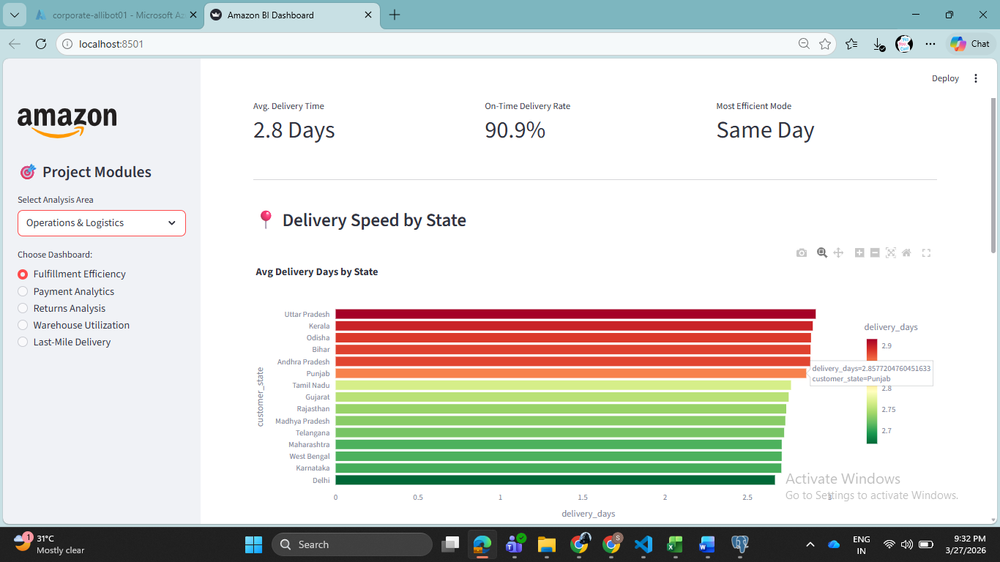 corporate-allibot01 - Microsoft Az
Amazon BI Dashboard
localhost:8501
Chat
Deploy
amazon
Project Modules
Select Analysis Area
Operations & Logistics
Choose Dashboard:
Fulfillment Efficiency
Payment Analytics
Returns Analysis
Warehouse Utilization
Last-Mile Delivery
Avg. Delivery Time
2.8 Days
On-Time Delivery Rate
90.9%
Most Efficient Mode
Same Day
Delivery Speed by State
Avg Delivery Days by State
customer_state
Uttar Pradesh
Kerala
Odisha
Bihar
Andhra Pradesh
Punjab
Tamil Nadu
Gujarat
Rajasthan
Madhya Pradesh
Telangana
Maharashtra
West Bengal
Karnataka
Delhi
0 0.5 1 1.5 2 2.5 3
delivery_days
delivery_days
2.9
delivery_days=2.8577204760451633
customer_state=Punjab
2.8
2.75
2.7
Activate Windows
Go to Settings to activate Windows.
1
31°C
Mostly clear
Search
S
ENG
IN
9:32 PM
3/27/2026